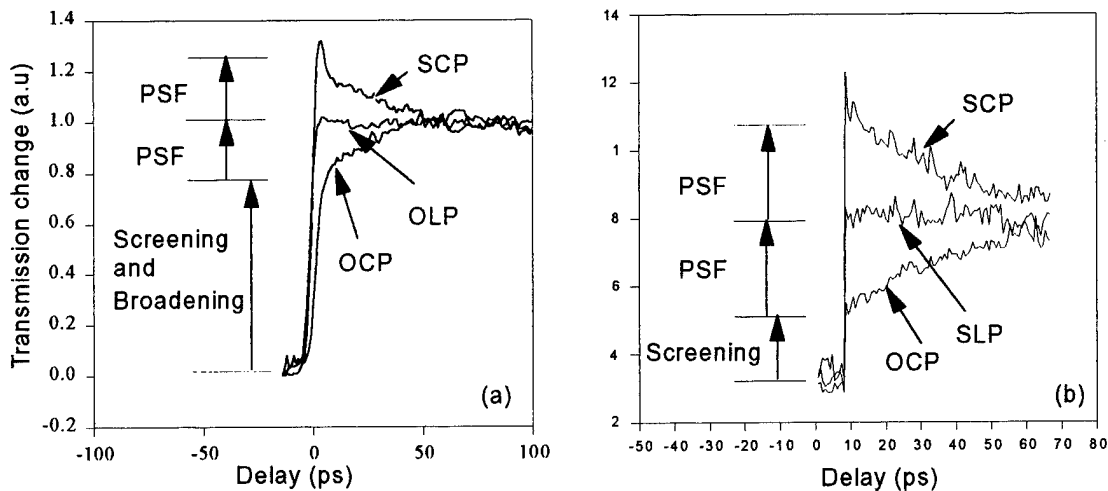 Transmission change (a.u)
1.4
1.2
1.0
0.8
0.6
0.4
0.2
0.0
-0.2
PSF
PSF
Screening
and
Broadening
SCP
OLP
OCP
(a)
-100
-50
0
50
100
Delay (ps)
14
12
10
8
6
4
2
PSF
PSF
Screening
SCP
SLP
OCP
(b)
-50
-40
-30
-20
-10
0
10
20
30
40
50
60
70
80
Delay (ps)